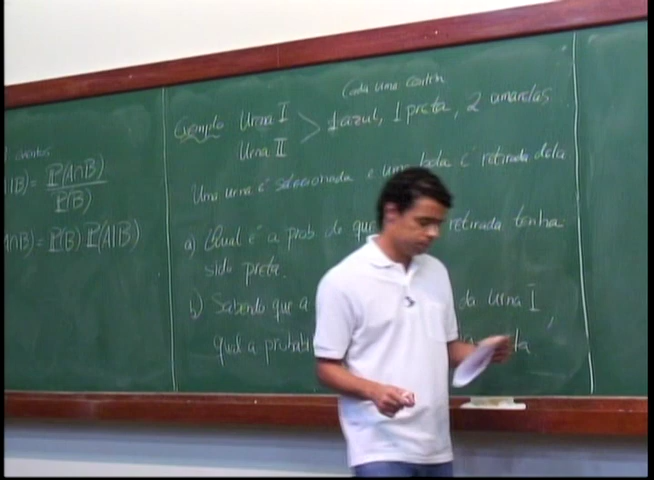 eventos
|B) = P(A∩B)
P(B)
∩B) = P(B) P(A|B)
Exemplo Urna I
Urna II
Cada uma contém
1 azul, 1 preta, 2 amarelas
Uma urna é selecionada e uma bola é retirada dela
a) Qual é a prob de que retirada tenha
sido preta.
b) Sabendo que a da urna I,
qual a probabi